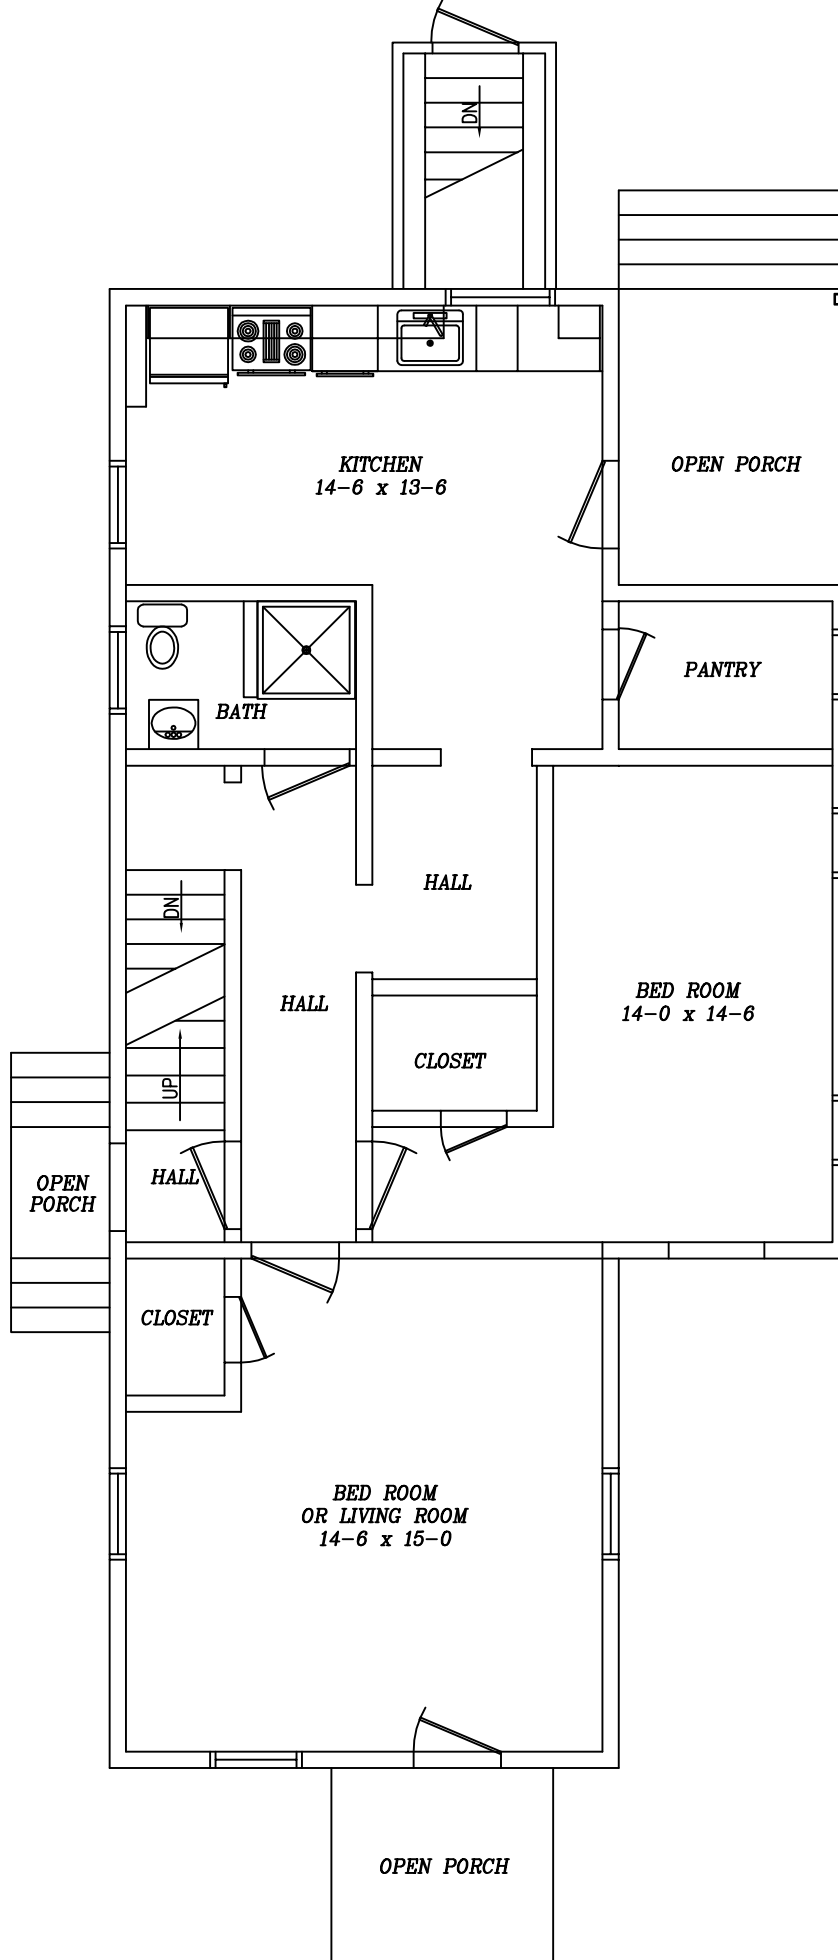 DN
KITCHEN
14-6 x 13-6
OPEN PORCH
PANTRY
BATH
HALL
DN
HALL
BED ROOM
14-0 x 14-6
CLOSET
UP
HALL
OPEN
PORCH
CLOSET
BED ROOM
OR LIVING ROOM
14-6 x 15-0
OPEN PORCH